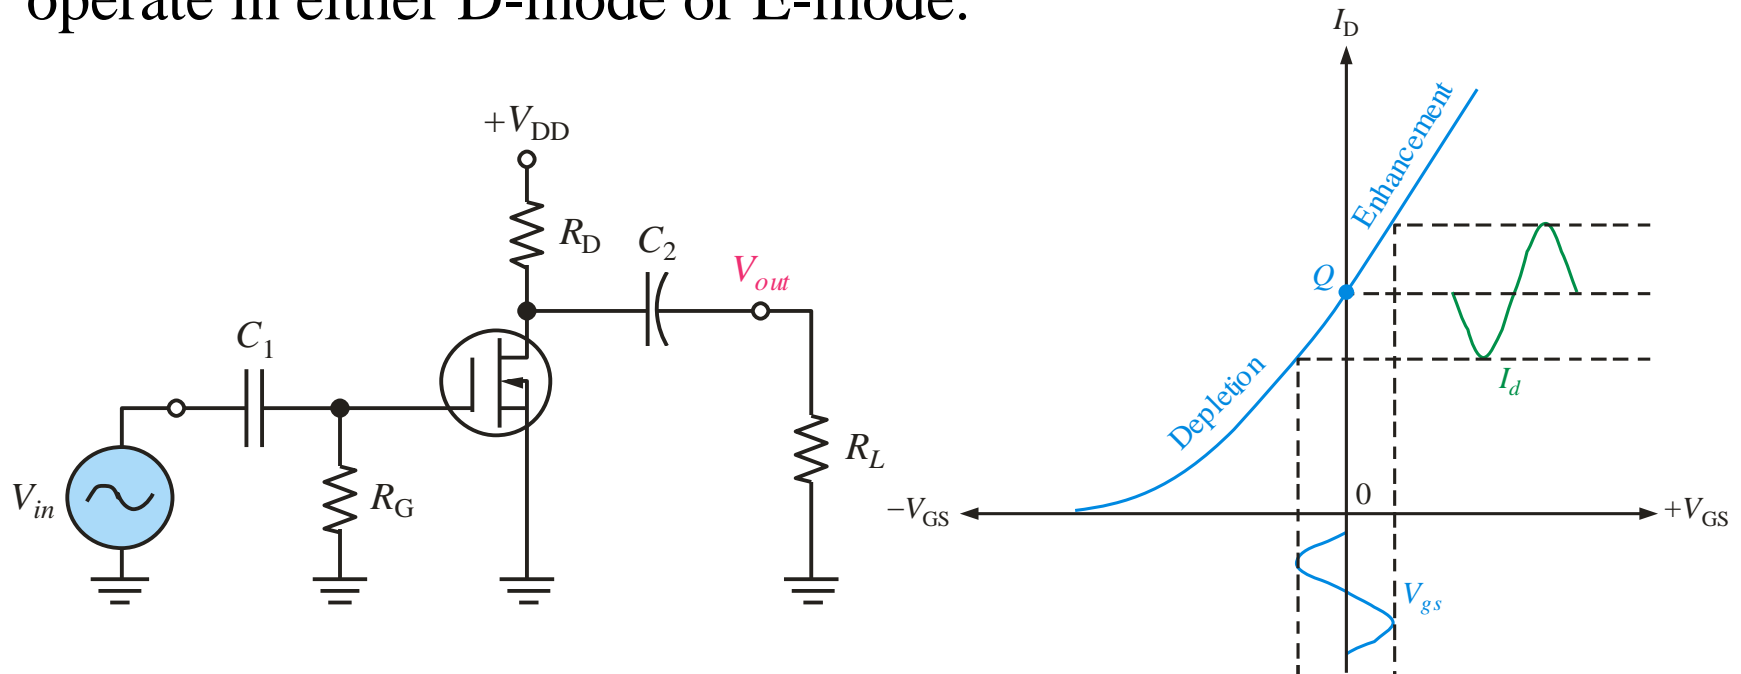 operate in either D-mode or E-mode.
+V_DD
R_D
C_2
V_out
C_1
R_L
V_in
R_G
I_D
Enhancement
Q
I_d
Depletion
0
–V_GS
+V_GS
V_gs